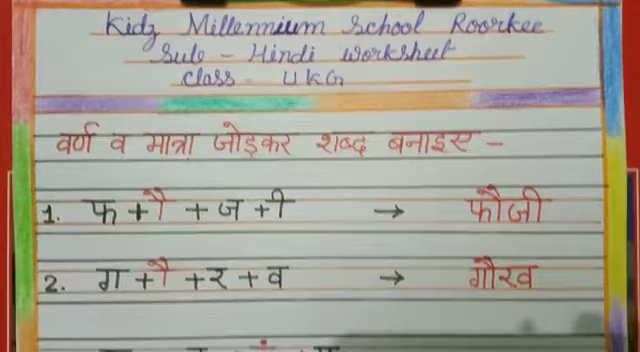 Kidz Millennium School Roorkee
Sub - Hindi Worksheet
Class - UKG
वर्ण व मात्रा जोड़कर शब्द बनाइए -
1. फ + ौ + ज + ी → फौजी
2. ग + ौ + र + व → गौरव